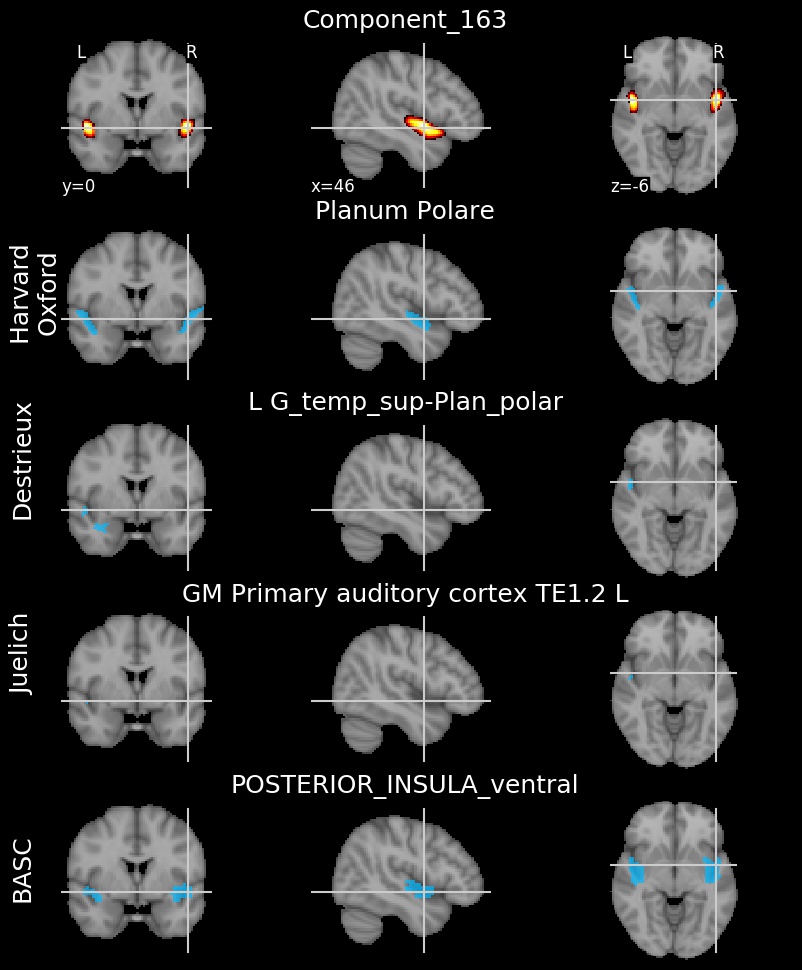 Component_163
L R
L R
y=0
x=46
z=-6
Planum Polare
Harvard
Oxford
L G_temp_sup-Plan_polar
Destrieux
GM Primary auditory cortex TE1.2 L
Juelich
POSTERIOR_INSULA_ventral
BASC